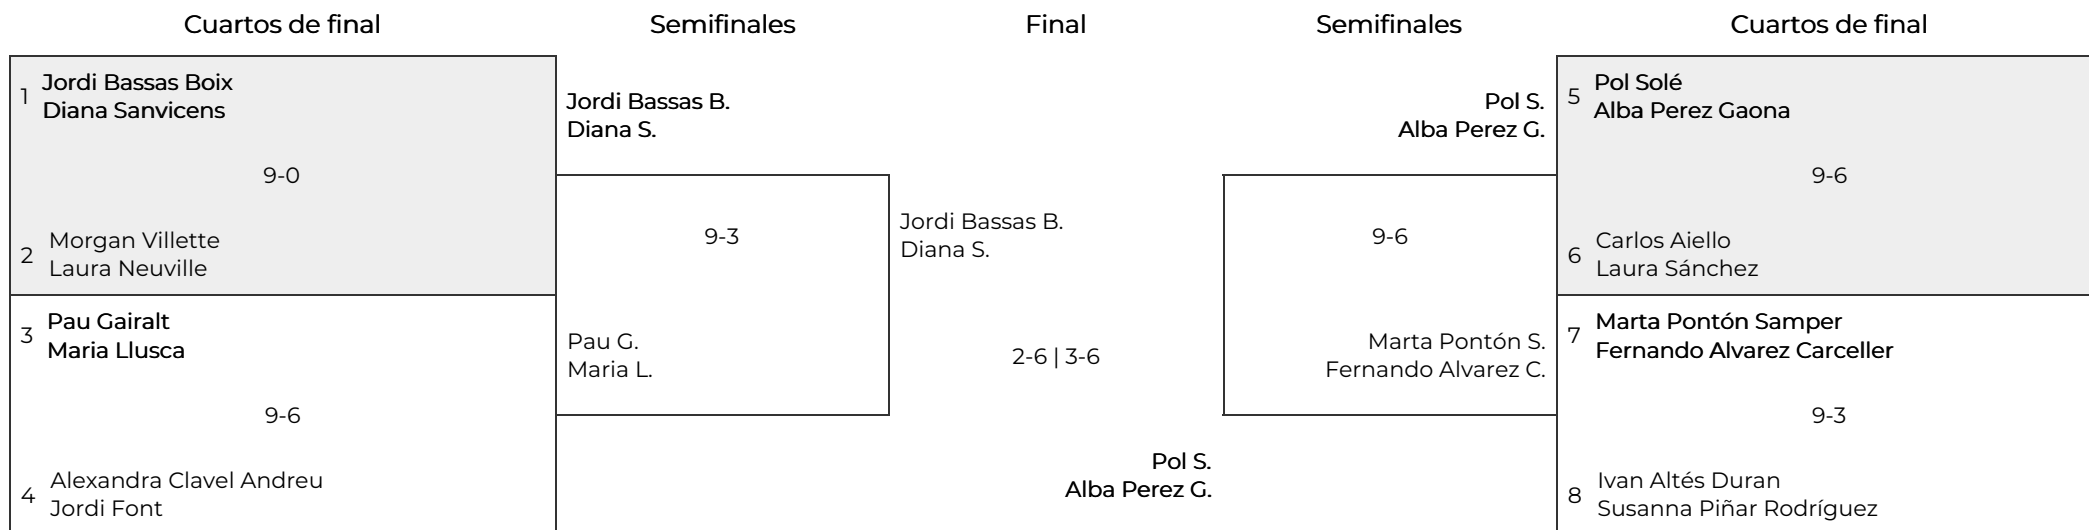 Cuartos de final
Semifinales
Final
Semifinales
Cuartos de final
1
Jordi Bassas Boix
Diana Sanvicens
9-0
2
Morgan Villette
Laura Neuville
3
Pau Gairalt
Maria Llusca
9-6
4
Alexandra Clavel Andreu
Jordi Font
Jordi Bassas B.
Diana S.
9-3
Pau G.
Maria L.
Jordi Bassas B.
Diana S.
2-6 | 3-6
Pol S.
Alba Perez G.
Pol S.
Alba Perez G.
9-6
Marta Pontón S.
Fernando Alvarez C.
5
Pol Solé
Alba Perez Gaona
9-6
6
Carlos Aiello
Laura Sánchez
7
Marta Pontón Samper
Fernando Alvarez Carceller
9-3
8
Ivan Altés Duran
Susanna Piñar Rodríguez